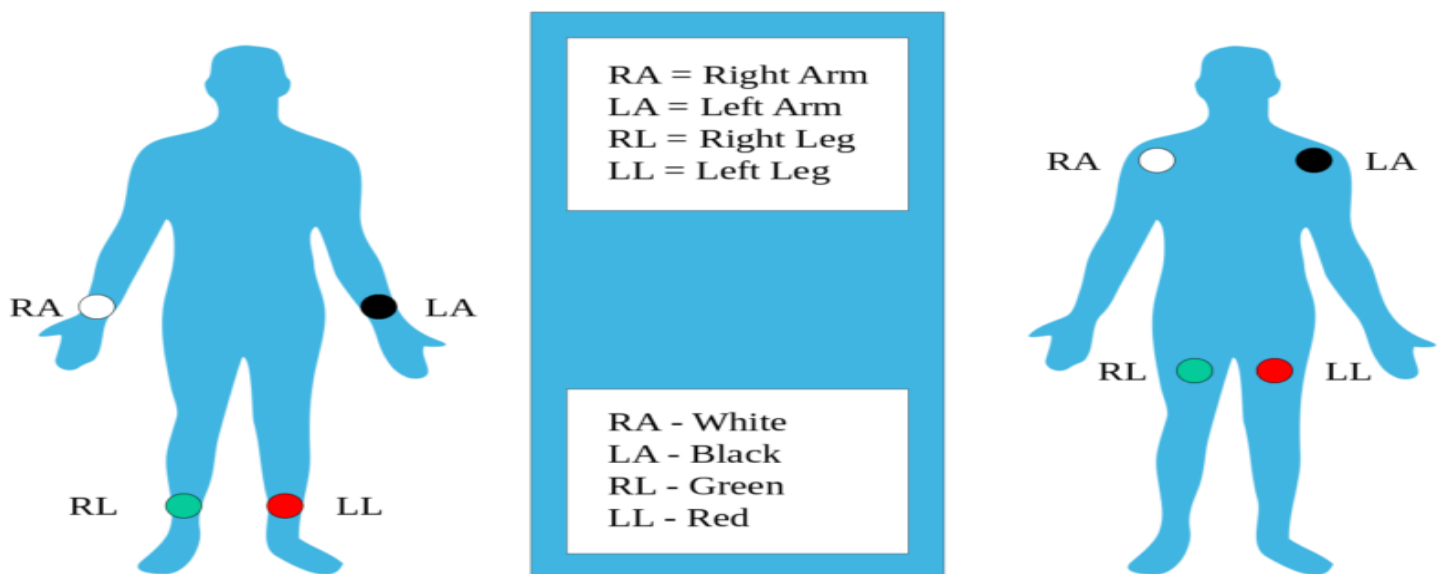 RA = Right Arm
LA = Left Arm
RL = Right Leg
LL = Left Leg
RA
LA
RA
LA
RL
LL
RL
LL
RA - White
LA - Black
RL - Green
LL - Red